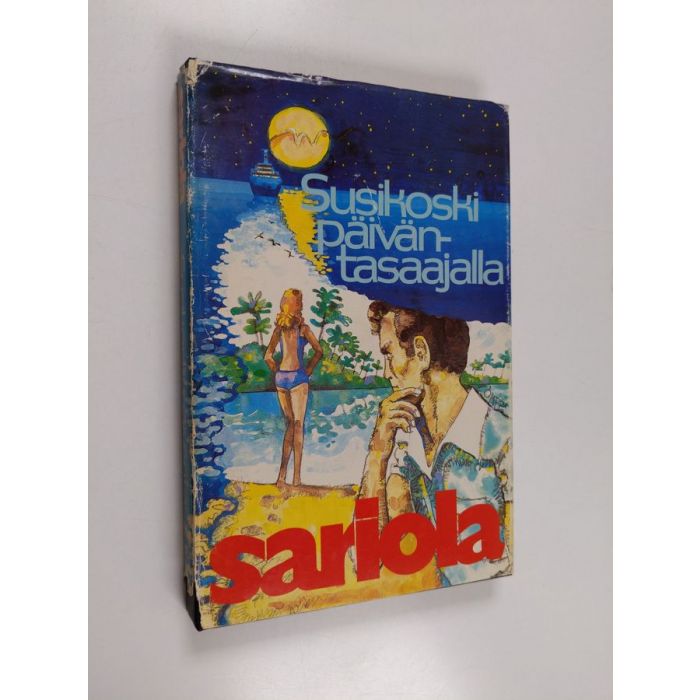 Susikoski
päivän-
tasaajalla
sariola